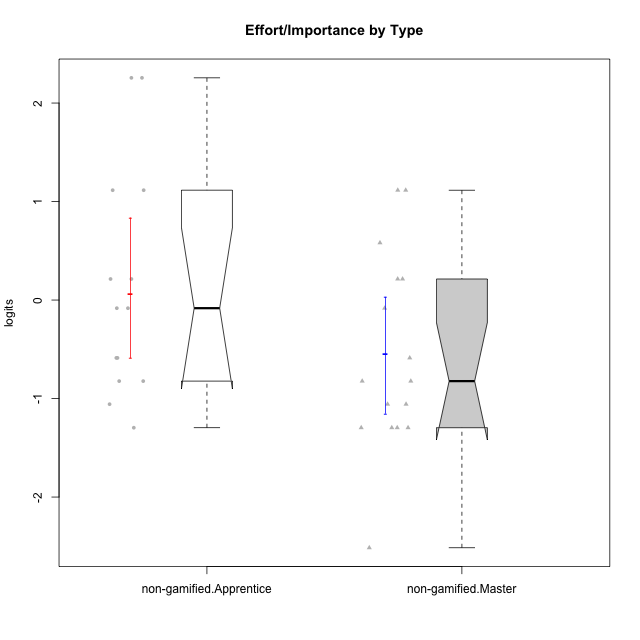 Effort/Importance by Type
2
1
0
-1
-2
logits
non-gamified.Apprentice
non-gamified.Master